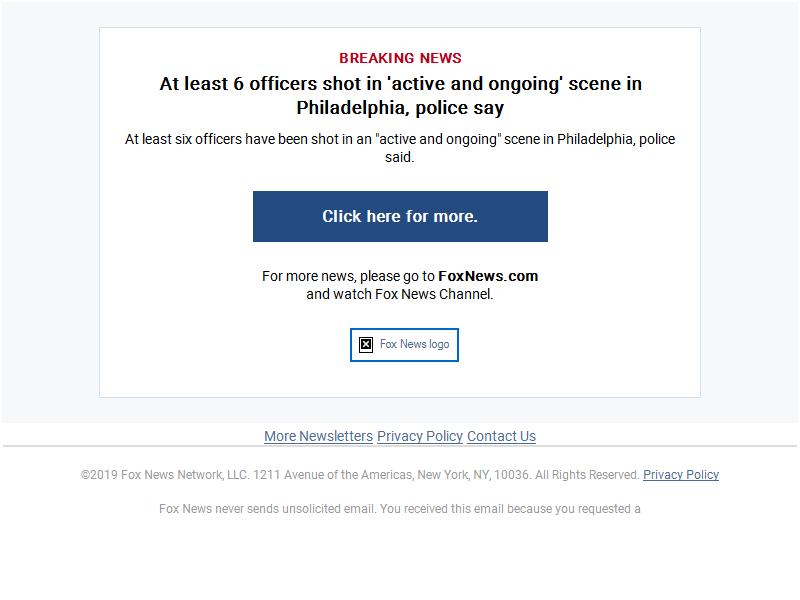 BREAKING NEWS
At least 6 officers shot in 'active and ongoing' scene in
Philadelphia, police say
At least six officers have been shot in an "active and ongoing" scene in Philadelphia, police
said.
Click here for more.
For more news, please go to FoxNews.com
and watch Fox News Channel.
Fox News logo
More Newsletters Privacy Policy Contact Us
©2019 Fox News Network, LLC. 1211 Avenue of the Americas, New York, NY, 10036. All Rights Reserved. Privacy Policy
Fox News never sends unsolicited email. You received this email because you requested a